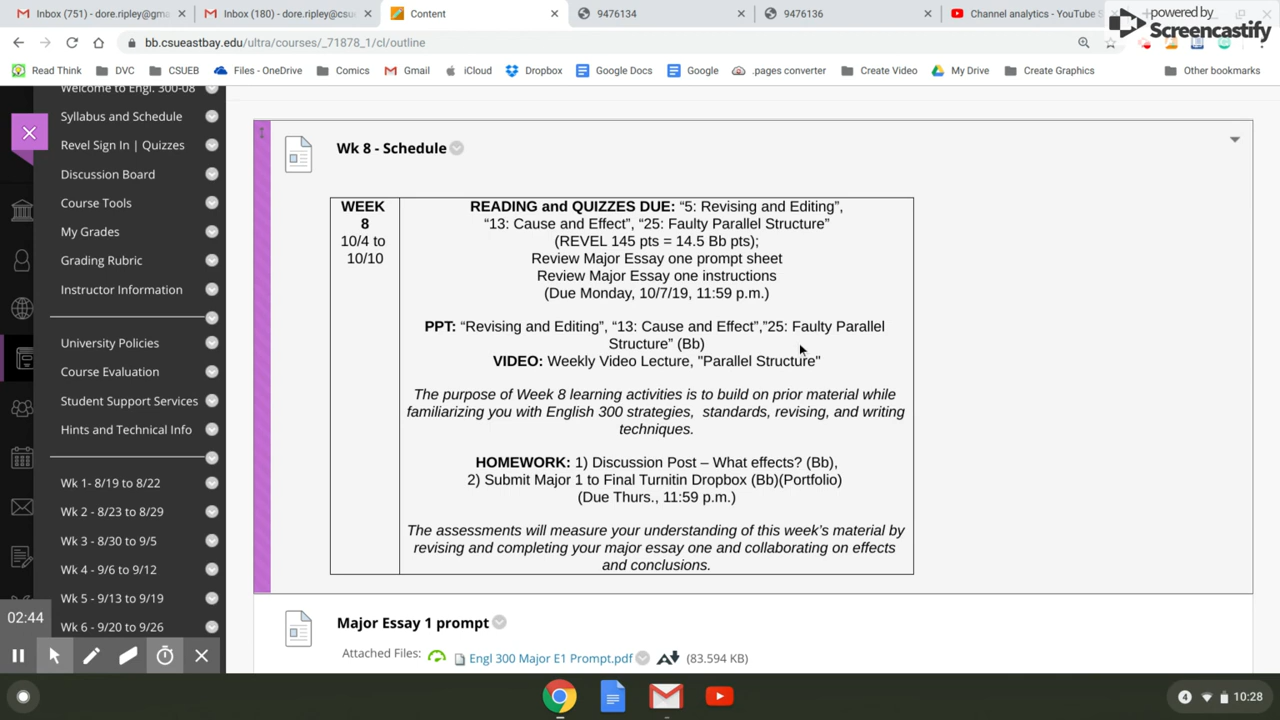 Inbox (751) - dore.ripley@gma
Inbox (180) - dore.ripley@csu
Content
9476134
9476136
Channel analytics - YouTube S
powered by
Screencastify
bb.csueastbay.edu/ultra/courses/_71878_1/cl/outline
Read Think
DVC
CSUEB
Files - OneDrive
Comics
Gmail
iCloud
Dropbox
Google Docs
Google
.pages converter
Create Video
My Drive
Create Graphics
Other bookmarks
Welcome to Engl. 300-08
Syllabus and Schedule
Revel Sign In | Quizzes
Discussion Board
Course Tools
My Grades
Grading Rubric
Instructor Information
University Policies
Course Evaluation
Student Support Services
Hints and Technical Info
Wk 1- 8/19 to 8/22
Wk 2 - 8/23 to 8/29
Wk 3 - 8/30 to 9/5
Wk 4 - 9/6 to 9/12
Wk 5 - 9/13 to 9/19
Wk 6 - 9/20 to 9/26
02:44
Wk 8 - Schedule
WEEK
8
10/4 to
10/10
READING and QUIZZES DUE: “5: Revising and Editing”,
“13: Cause and Effect”, “25: Faulty Parallel Structure”
(REVEL 145 pts = 14.5 Bb pts);
Review Major Essay one prompt sheet
Review Major Essay one instructions
(Due Monday, 10/7/19, 11:59 p.m.)
PPT: “Revising and Editing”, “13: Cause and Effect”,”25: Faulty Parallel
Structure” (Bb)
VIDEO: Weekly Video Lecture, "Parallel Structure"
The purpose of Week 8 learning activities is to build on prior material while
familiarizing you with English 300 strategies, standards, revising, and writing
techniques.
HOMEWORK: 1) Discussion Post – What effects? (Bb),
2) Submit Major 1 to Final Turnitin Dropbox (Bb)(Portfolio)
(Due Thurs., 11:59 p.m.)
The assessments will measure your understanding of this week’s material by
revising and completing your major essay one and collaborating on effects
and conclusions.
Major Essay 1 prompt
Attached Files: Engl 300 Major E1 Prompt.pdf (83.594 KB)
4
10:28